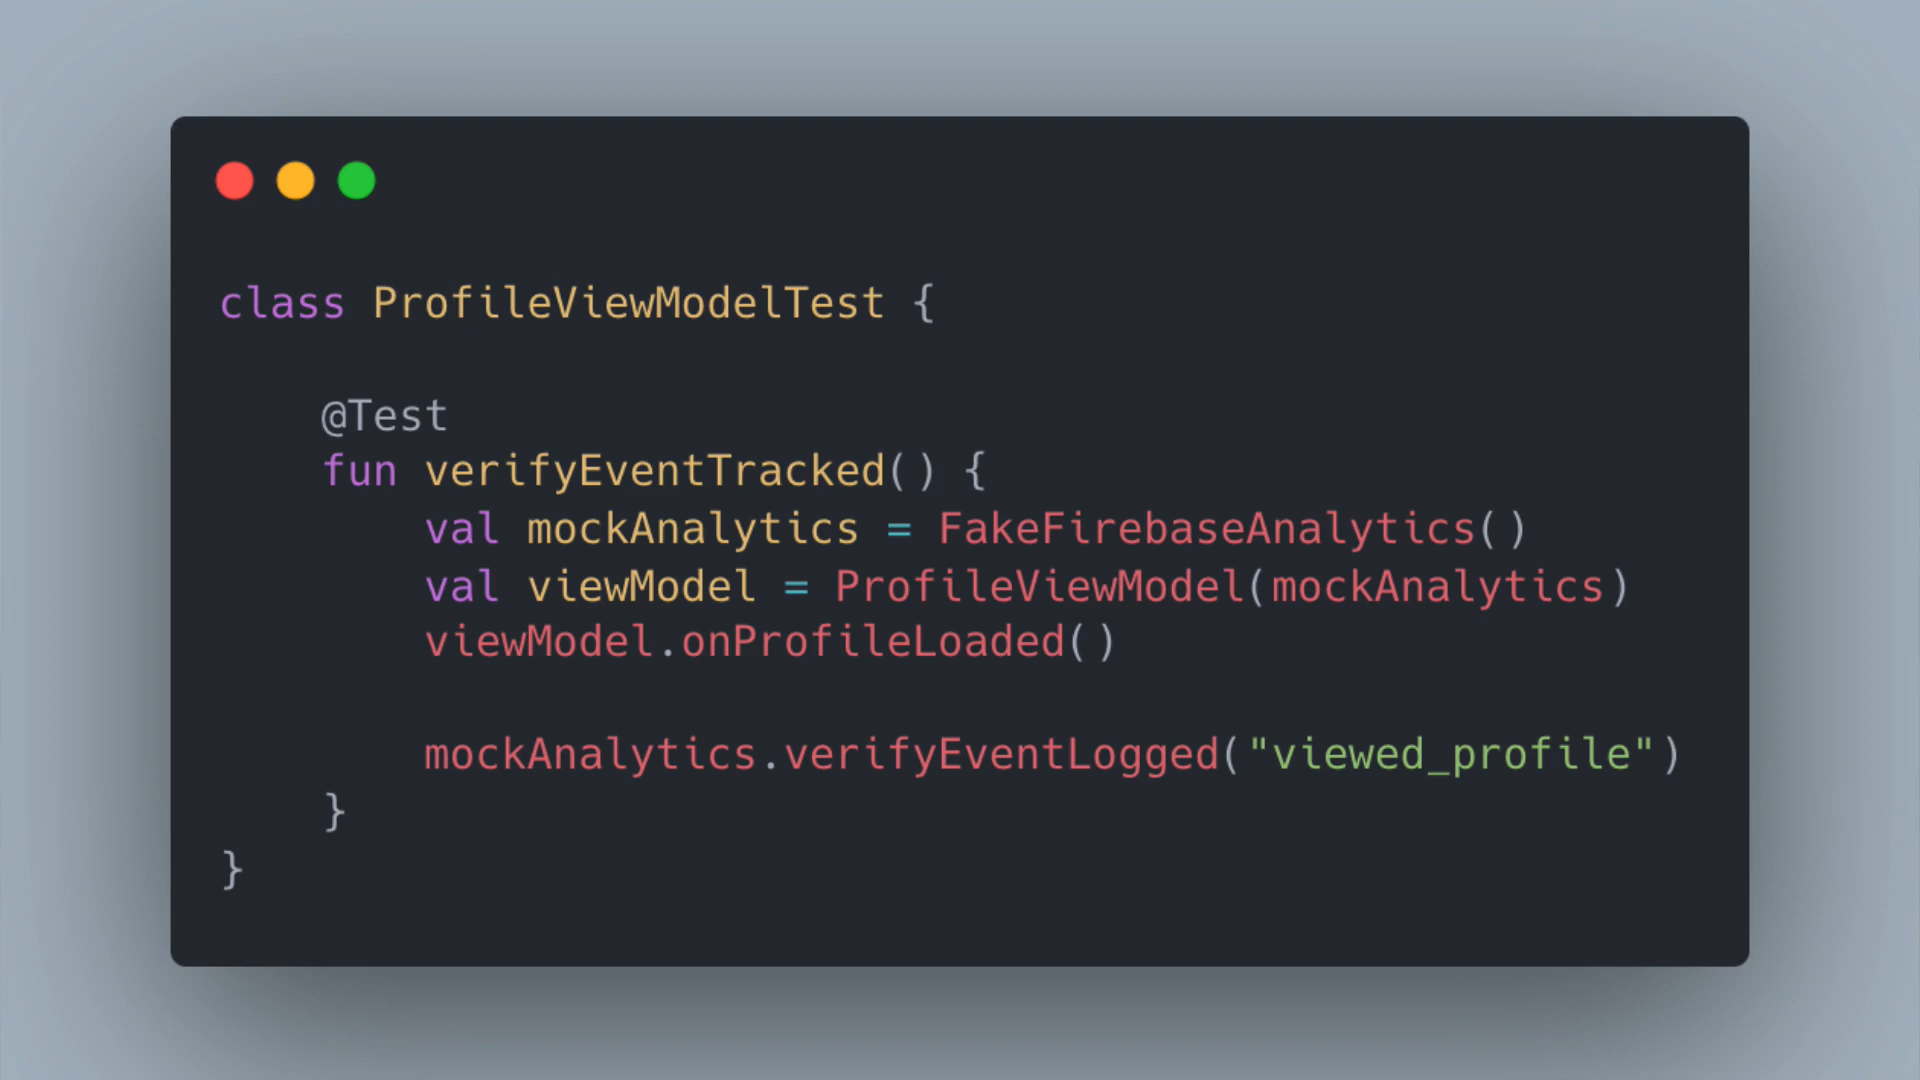 class ProfileViewModelTest {
@Test
fun verifyEventTracked() {
val mockAnalytics = FakeFirebaseAnalytics()
val viewModel = ProfileViewModel(mockAnalytics)
viewModel.onProfileLoaded()
mockAnalytics.verifyEventLogged("viewed_profile")
}
}